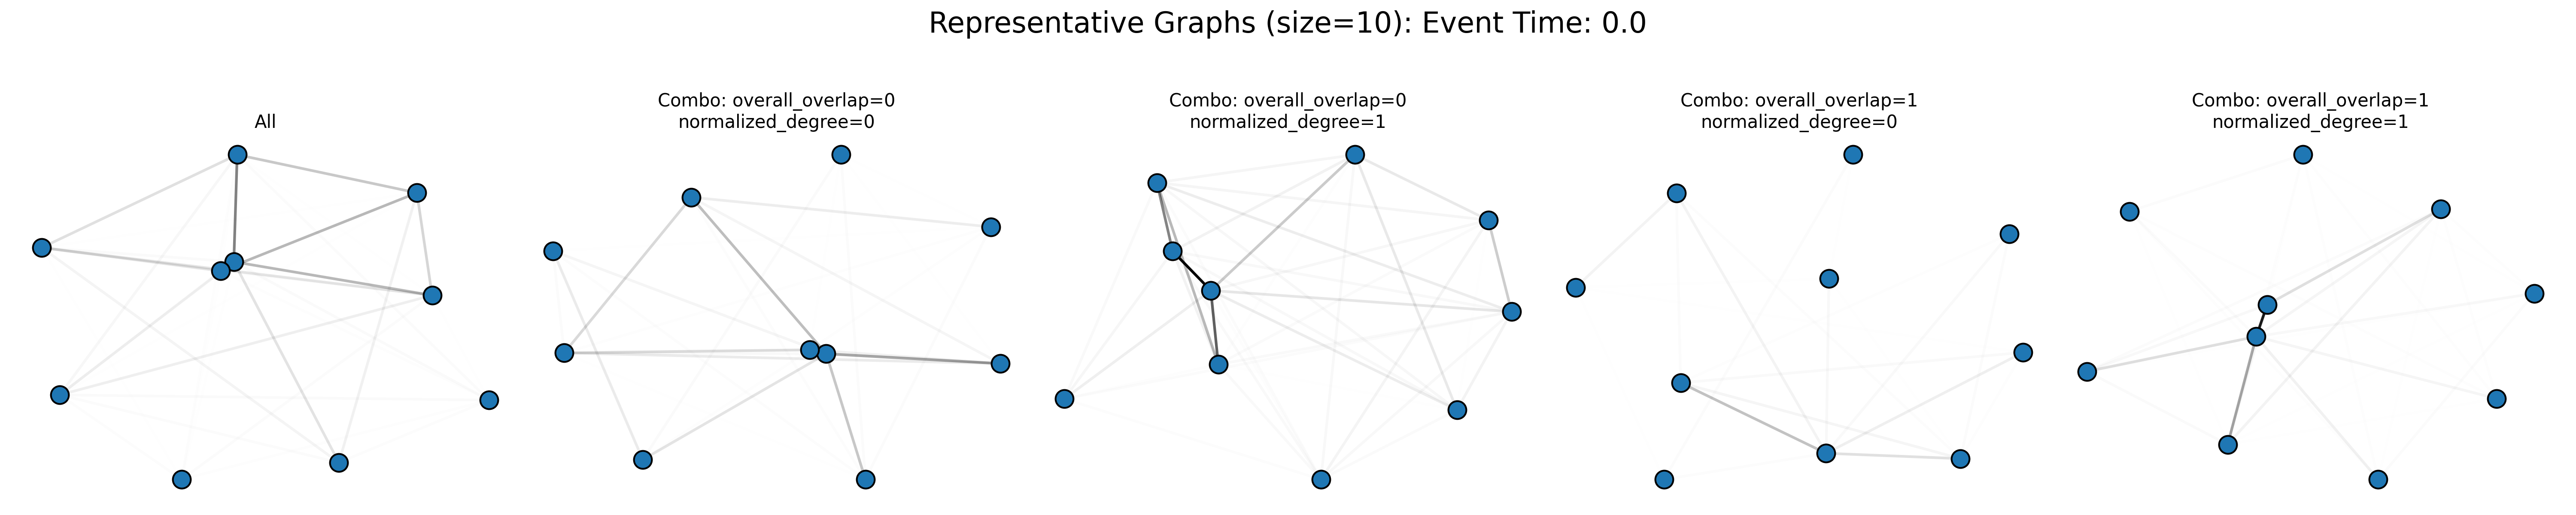 Representative Graphs (size=10): Event Time: 0.0
All
Combo: overall_overlap=0
normalized_degree=0
Combo: overall_overlap=0
normalized_degree=1
Combo: overall_overlap=1
normalized_degree=0
Combo: overall_overlap=1
normalized_degree=1